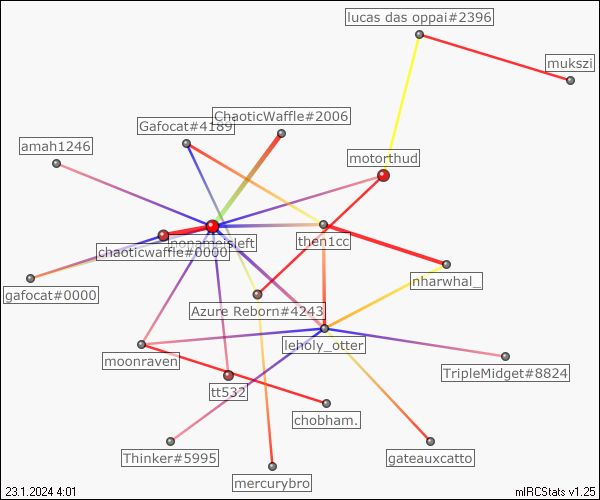 lucas das oppai#2396
mukszi
ChaoticWaffle#2006
Gafocat#4189
amah1246
motorthud
nonameisleft
then1cc
chaoticwaffle#0000
nharwhal_
gafocat#0000
Azure Reborn#4243
leholy_otter
moonraven
TripleMidget#8824
tt532
chobham.
Thinker#5995
gateauxcatto
mercurybro
23.1.2024 4:01
mIRCStats v1.25